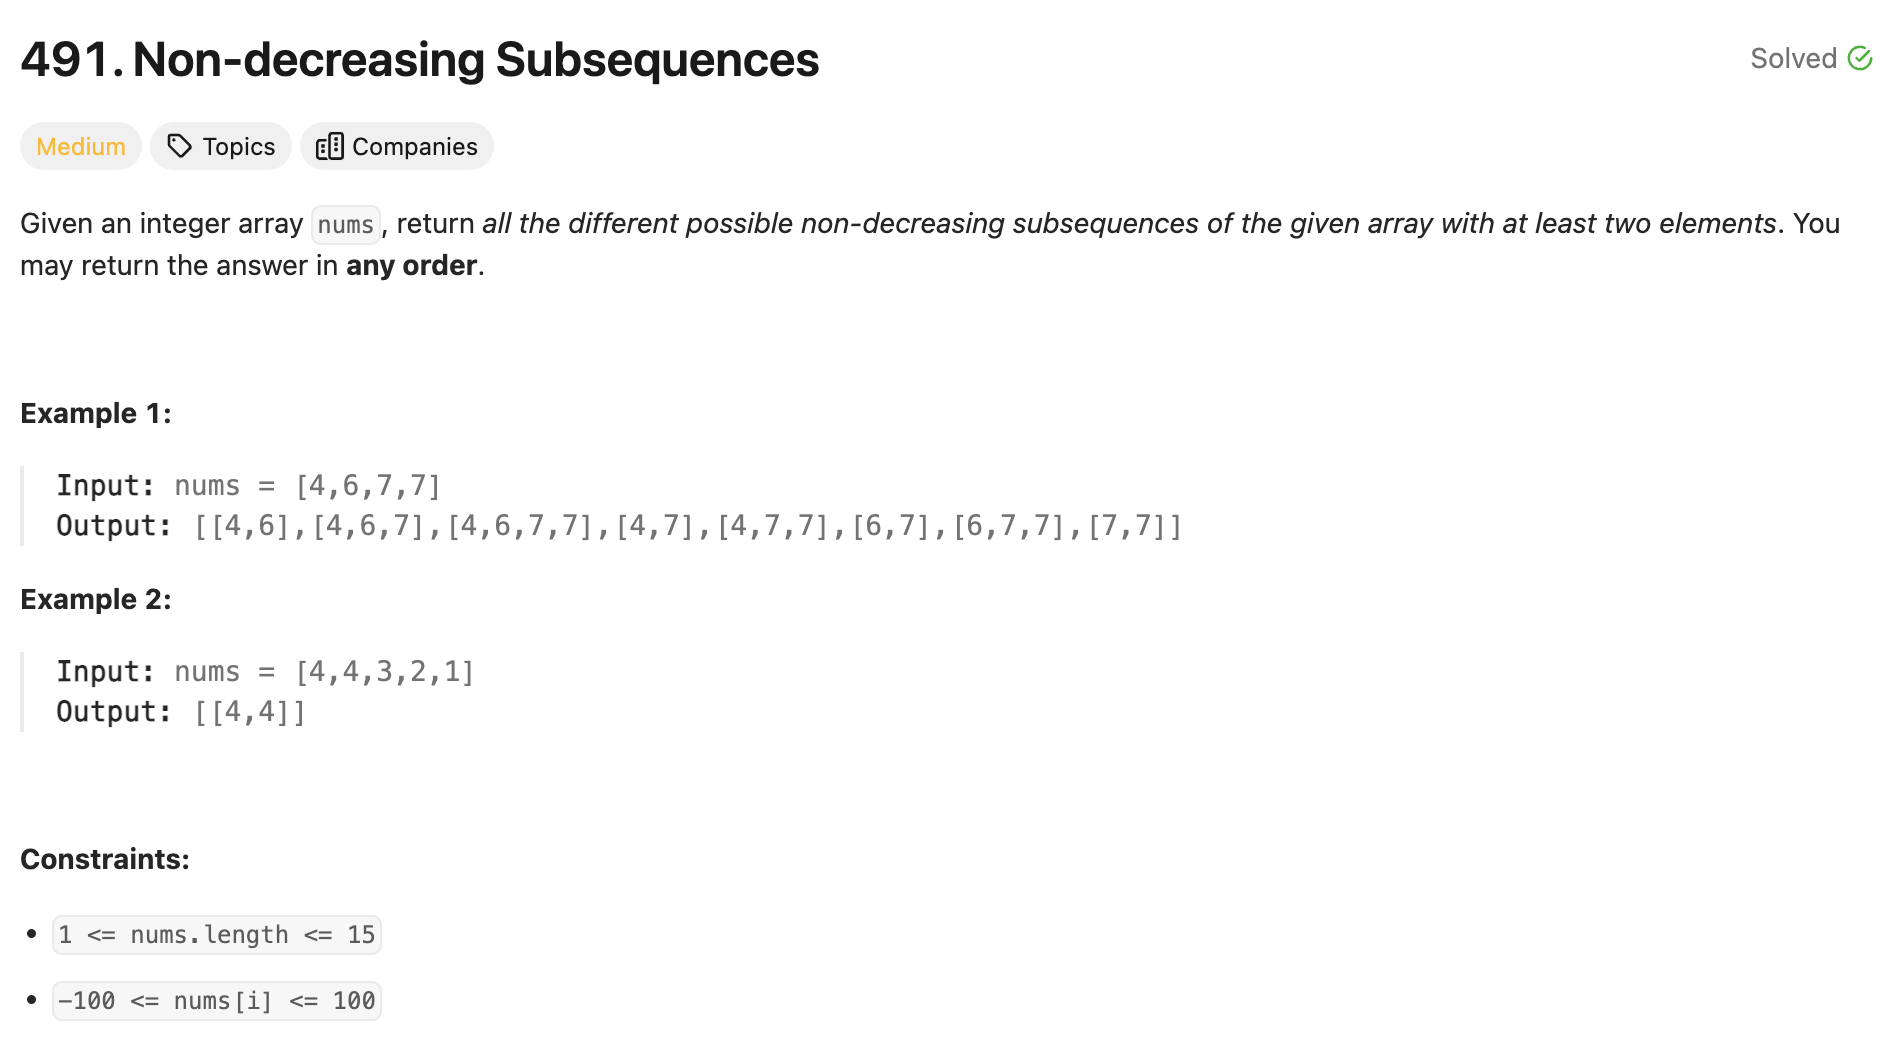 491. Non-decreasing Subsequences
Solved
Medium
Topics
Companies
Given an integer array nums, return all the different possible non-decreasing subsequences of the given array with at least two elements. You
may return the answer in any order.
Example 1:
Input: nums = [4,6,7,7]
Output: [[4,6],[4,6,7],[4,6,7,7],[4,7],[4,7,7],[6,7],[6,7,7],[7,7]]
Example 2:
Input: nums = [4,4,3,2,1]
Output: [[4,4]]
Constraints:
• 1 <= nums.length <= 15
• -100 <= nums[i] <= 100